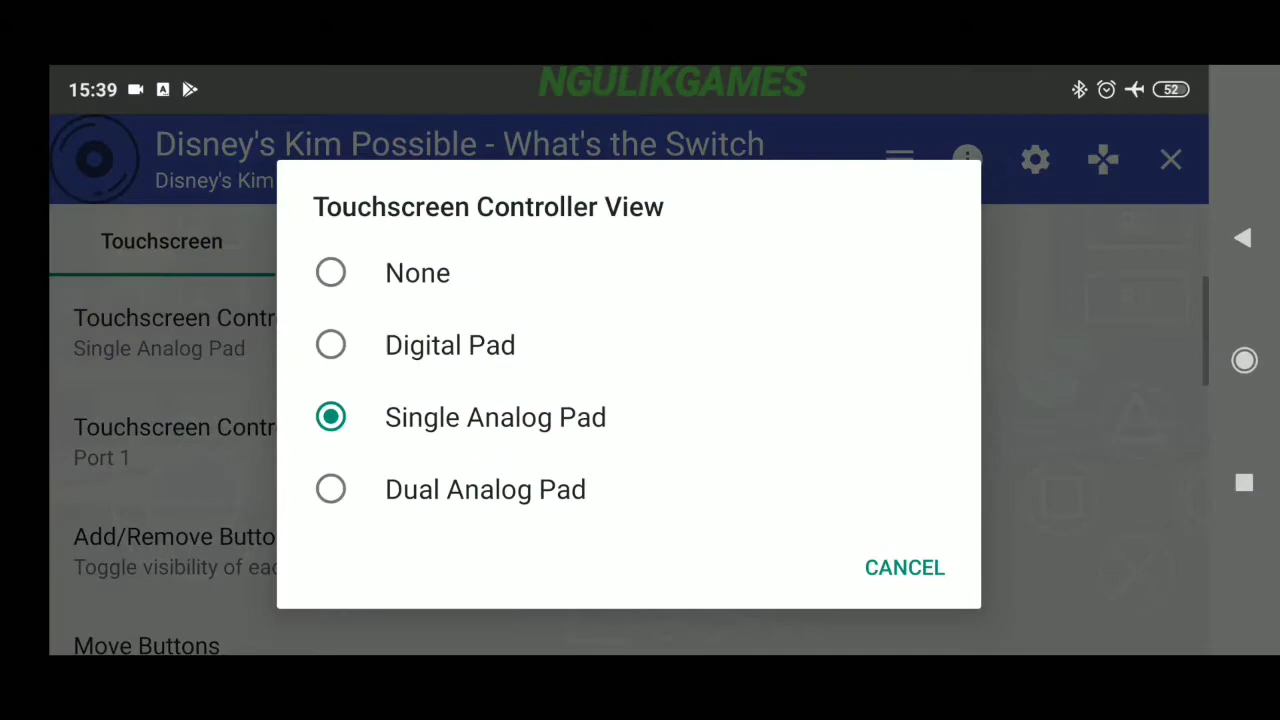 NGULIKGAMES
15:39
52
Disney's Kim Possible - What's the Switch
Disney's Kim
Touchscreen
Touchscreen Contr
Single Analog Pad
Touchscreen Contr
Port 1
Add/Remove Butto
Toggle visibility of eac
Move Buttons
Touchscreen Controller View
None
Digital Pad
Single Analog Pad
Dual Analog Pad
CANCEL